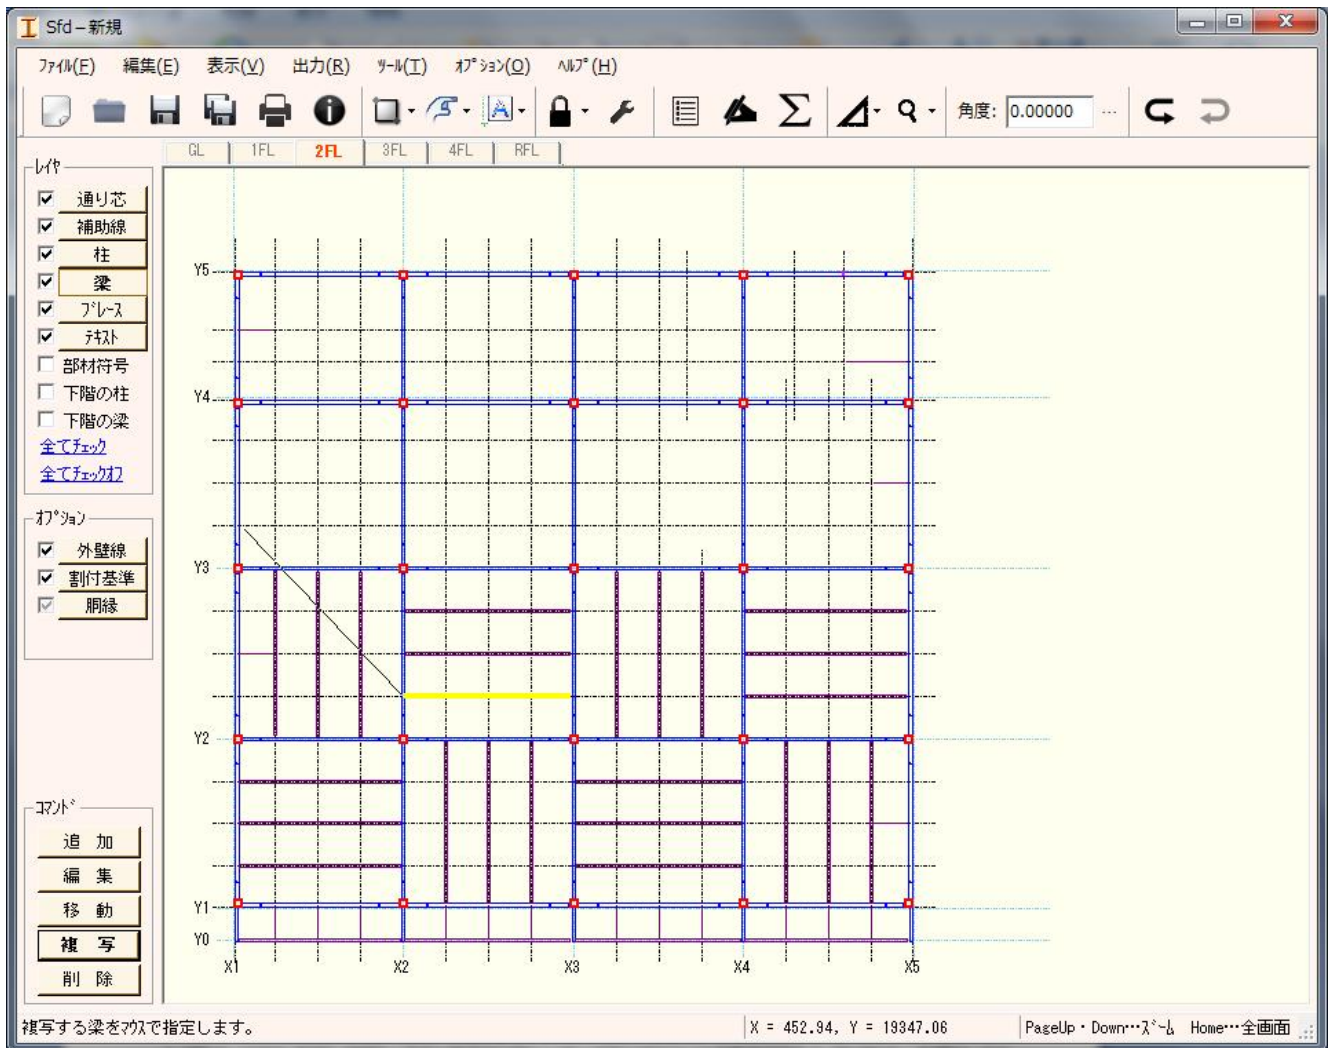 Sfd－新規
ﾌｧｲﾙ(F) 編集(E) 表示(V) 出力(R) ﾂｰﾙ(T) ｵﾌﾟｼｮﾝ(O) ﾍﾙﾌﾟ(H)
角度: 0.00000 ...
GL 1FL 2FL 3FL 4FL RFL
ﾚｲﾔ
通り芯
補助線
柱
梁
ﾌﾞﾚｰｽ
ﾃｷｽﾄ
部材符号
下階の柱
下階の梁
全てﾁｪｯｸ
全てﾁｪｯｸｵﾌ
ｵﾌﾟｼｮﾝ
外壁線
割付基準
胴縁
ｺﾏﾝﾄﾞ
追 加
編 集
移 動
複 写
削 除
Y5
Y4
Y3
Y2
Y1
Y0
X1 X2 X3 X4 X5
複写する梁をﾏｳｽで指定します。 X = 452.94, Y = 19347.06 PageUp・Down…ｽﾞｰﾑ Home…全画面